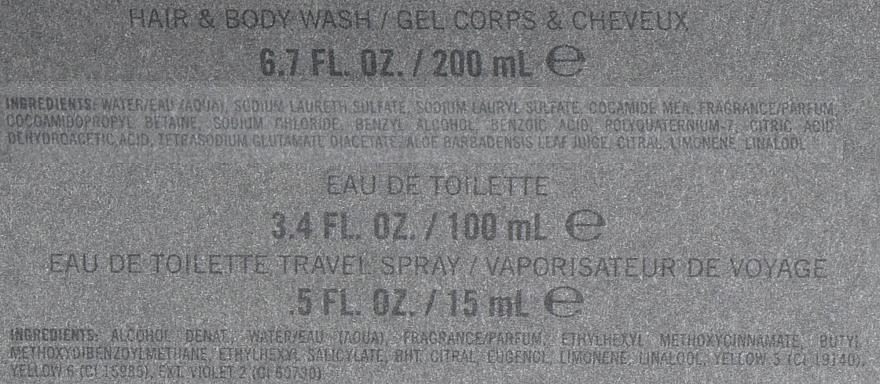 HAIR & BODY WASH / GEL CORPS & CHEVEUX
6.7 FL. OZ. / 200 mL ℮
INGREDIENTS: WATER/EAU (AQUA), SODIUM LAURETH SULFATE, SODIUM LAURYL SULFATE, COCAMIDE MEA, FRAGRANCE/PARFUM,
COCOAMIDOPROPYL BETAINE, SODIUM CHLORIDE, BENZYL ALCOHOL, BENZOIC ACID, POLYQUATERNIUM-7, CITRIC ACID
DEHYDROACETIC ACID, TETRASODIUM GLUTAMATE DIACETATE, ALOE BARBADENSIS LEAF JUICE, CITRAL, LIMONENE, LINALOOL
EAU DE TOILETTE
3.4 FL. OZ. / 100 mL ℮
EAU DE TOILETTE TRAVEL SPRAY / VAPORISATEUR DE VOYAGE
.5 FL. OZ. / 15 mL ℮
INGREDIENTS: ALCOHOL DENAT., WATER/EAU (AQUA), FRAGRANCE/PARFUM, ETHYLHEXYL METHOXYCINNAMATE, BUTYL
METHOXYDIBENZOYLMETHANE, ETHYLHEXYL SALICYLATE, BHT, CITRAL, EUGENOL, LIMONENE, LINALOOL, YELLOW 5 (CI 19140),
YELLOW 6 (CI 15985), EXT. VIOLET 2 (CI 60730)